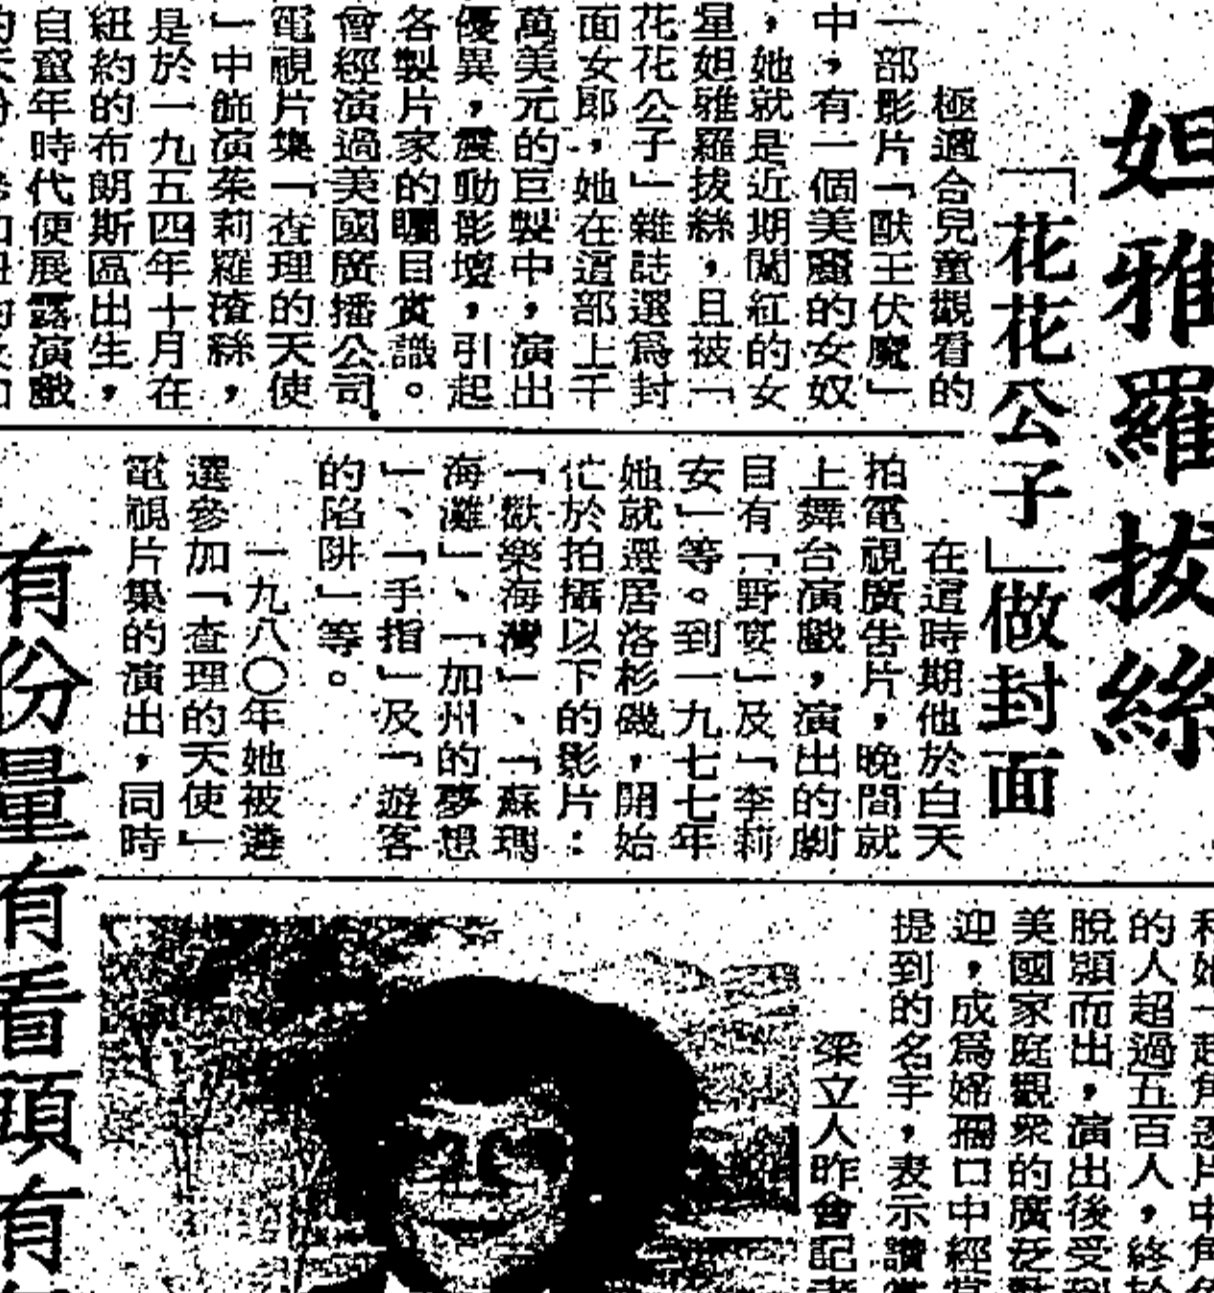 妲雅羅拔絲
「花花公子」做封面
極適合兒童觀看的
一部影片「獸王伏魔」
中，有一個美麗的女奴
，她就是近期闖紅的女
星妲雅羅拔絲，且被「
花花公子」雜誌選爲封
面女郎，她在這部上千
萬美元的巨製中，演出
優異，震動影壇，引起
各製片家的矚目賞識。
會經演過美國廣播公司
電視片集「查理的天使
」中飾演茱莉羅渣絲，
是於一九五四年十月在
紐約的布朗斯區出生，
自童年時代便展露演戲
在這時期他於白天
拍電視廣告片，晚間就
上舞台演戲，演出的劇
目有「野宴」及「李莉
安」等。到一九七七年
她就遷居洛杉磯，開始
忙於拍攝以下的影片：
「歡樂海灣」、「蘇瑪
海灘」、「加州的夢想
」、「手指」及「遊客
的陷阱」等。
一九八〇年她被遴
選參加「查理的天使」
電視片集的演出，同時
她一起角逐片中角
的人超過五百人，終於
脫穎而出，演出後受到
美國家庭觀衆的廣泛歡
迎，成爲婦孺口中經常
提到的名字，表示讚賞
梁立人昨會記者
有份量有看頭有